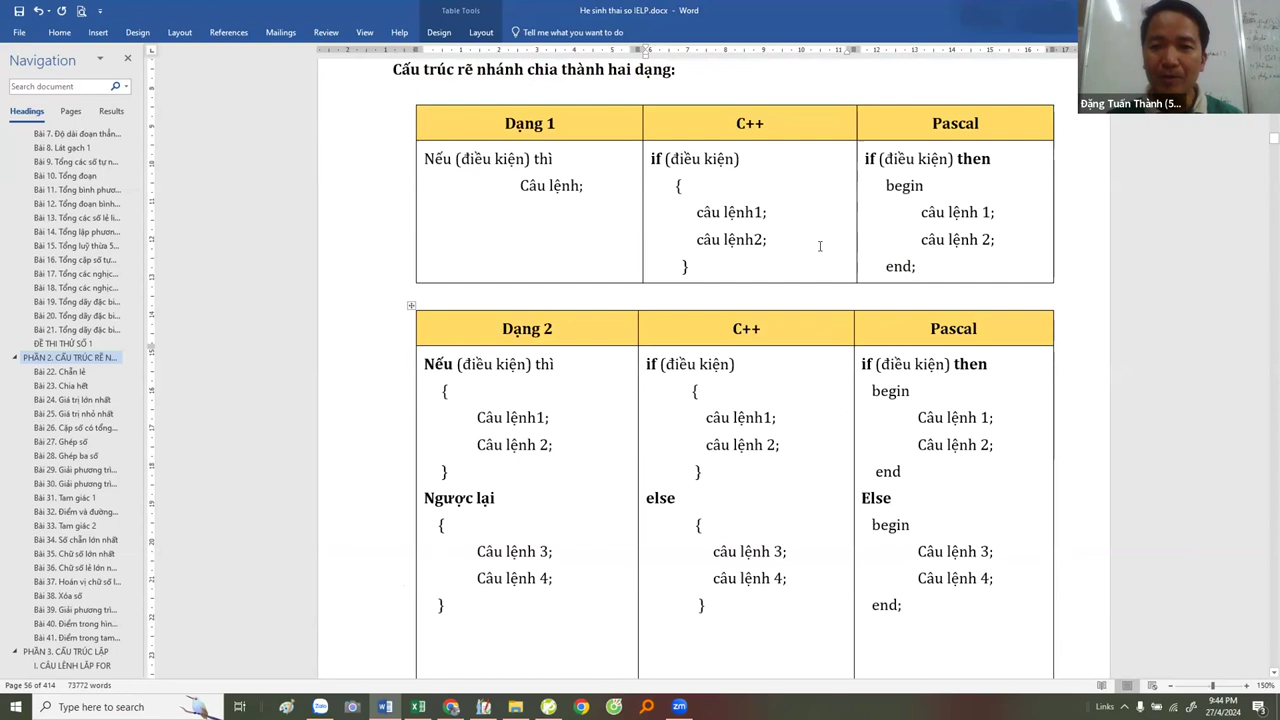 Table Tools
He sinh thai so IELP.docx - Word
File Home Insert Design Layout References Mailings Review Help Design Layout Tell me what you want to do
Navigation
Search document
Headings Pages Results
Bài 7. Độ dài đoạn thẳn...
Bài 8. Lát gạch 1
Bài 9. Tổng các số tự n...
Bài 10. Tổng đoạn
Bài 11. Tổng bình phươ...
Bài 12. Tổng đoạn bình...
Bài 13. Tổng các số lẻ li...
Bài 14. Tổng lập phươn...
Bài 15. Tổng luỹ thừa 5...
Bài 16. Tổng cặp số cá...
Bài 17. Tổng các nghịc...
Bài 18. Tổng các nghịc...
Bài 19. Tổng dãy đặc bi...
Bài 20. Tổng dãy đặc bi...
Bài 21. Tổng dãy đặc bi...
ĐỀ THI THỬ SỐ 1
PHẦN 2. CẤU TRÚC RẼ N...
Bài 22. Chẵn lẻ
Bài 23. Chia hết
Bài 24. Giá trị lớn nhất
Bài 25. Giá trị nhỏ nhất
Bài 26. Cặp số có tổng...
Bài 27. Ghép số
Bài 28. Ghép ba số
Bài 29. Giải phương trì...
Bài 30. Giải phương trì...
Bài 31. Tam giác 1
Bài 32. Điểm và đường...
Bài 33. Tam giác 2
Bài 34. Số chẵn lớn nhất
Bài 35. Chữ số lớn nhất
Bài 36. Chữ số lẻ lớn n...
Bài 37. Hoán vị chữ số l...
Bài 38. Xóa số
Bài 39. Giải phương trì...
Bài 40. Điểm trong hìn...
Bài 41. Điểm trong tam...
PHẦN 3. CẤU TRÚC LẶP
I. CÂU LỆNH LẶP FOR
Cấu trúc rẽ nhánh chia thành hai dạng:
Dạng 1 C++ Pascal
Nếu (điều kiện) thì if (điều kiện) if (điều kiện) then
Câu lệnh; { begin
câu lệnh1; câu lệnh 1;
câu lệnh2; câu lệnh 2;
} end;
Dạng 2 C++ Pascal
Nếu (điều kiện) thì if (điều kiện) if (điều kiện) then
{ { begin
Câu lệnh1; câu lệnh1; Câu lệnh 1;
Câu lệnh 2; câu lệnh 2; Câu lệnh 2;
} } end
Ngược lại else Else
{ { begin
Câu lệnh 3; câu lệnh 3; Câu lệnh 3;
Câu lệnh 4; câu lệnh 4; Câu lệnh 4;
} } end;
Đặng Tuấn Thành (5...
Page 56 of 414 73772 words
150%
Links
9:44 PM
27/4/2024